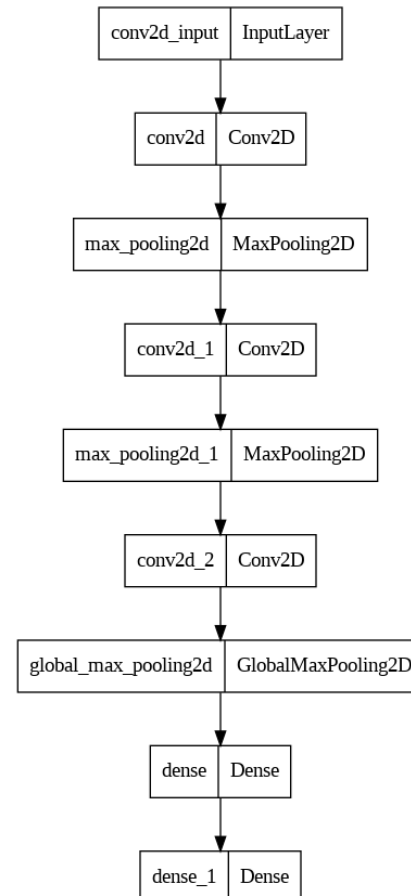 conv2d_input InputLayer
conv2d Conv2D
max_pooling2d MaxPooling2D
conv2d_1 Conv2D
max_pooling2d_1 MaxPooling2D
conv2d_2 Conv2D
global_max_pooling2d GlobalMaxPooling2D
dense Dense
dense_1 Dense